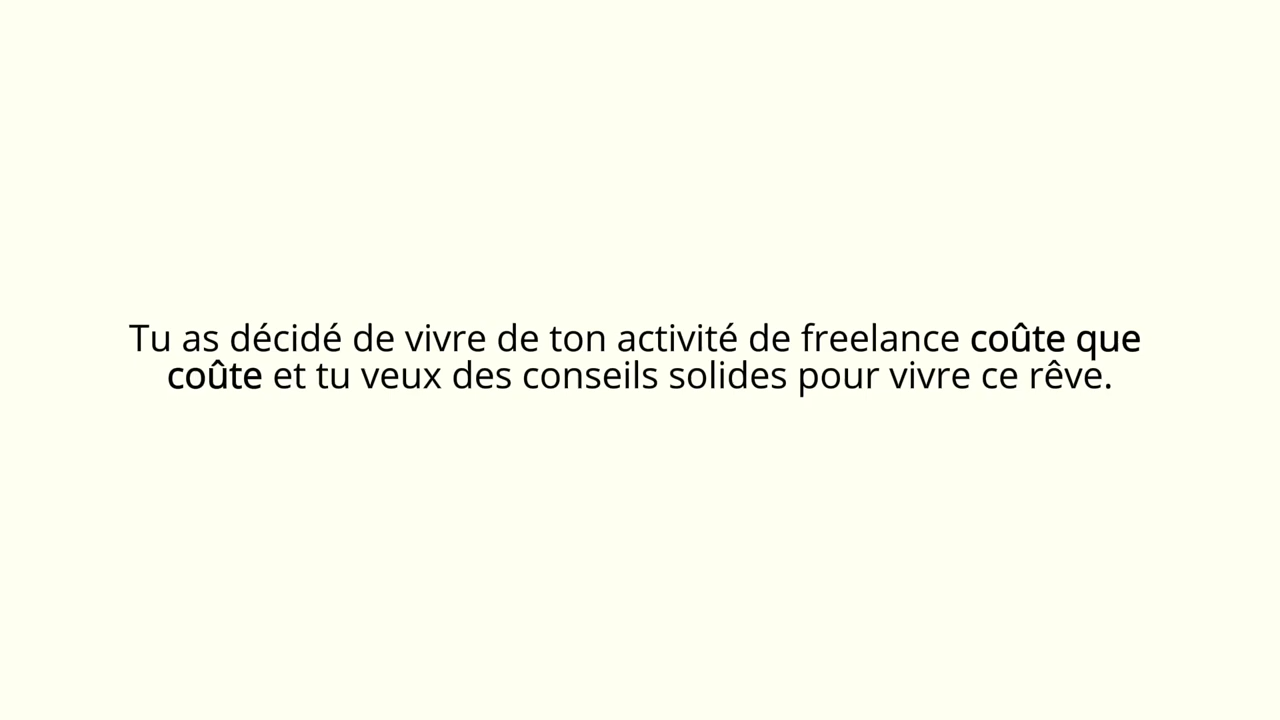 Tu as décidé de vivre de ton activité de freelance coûte que
coûte et tu veux des conseils solides pour vivre ce rêve.